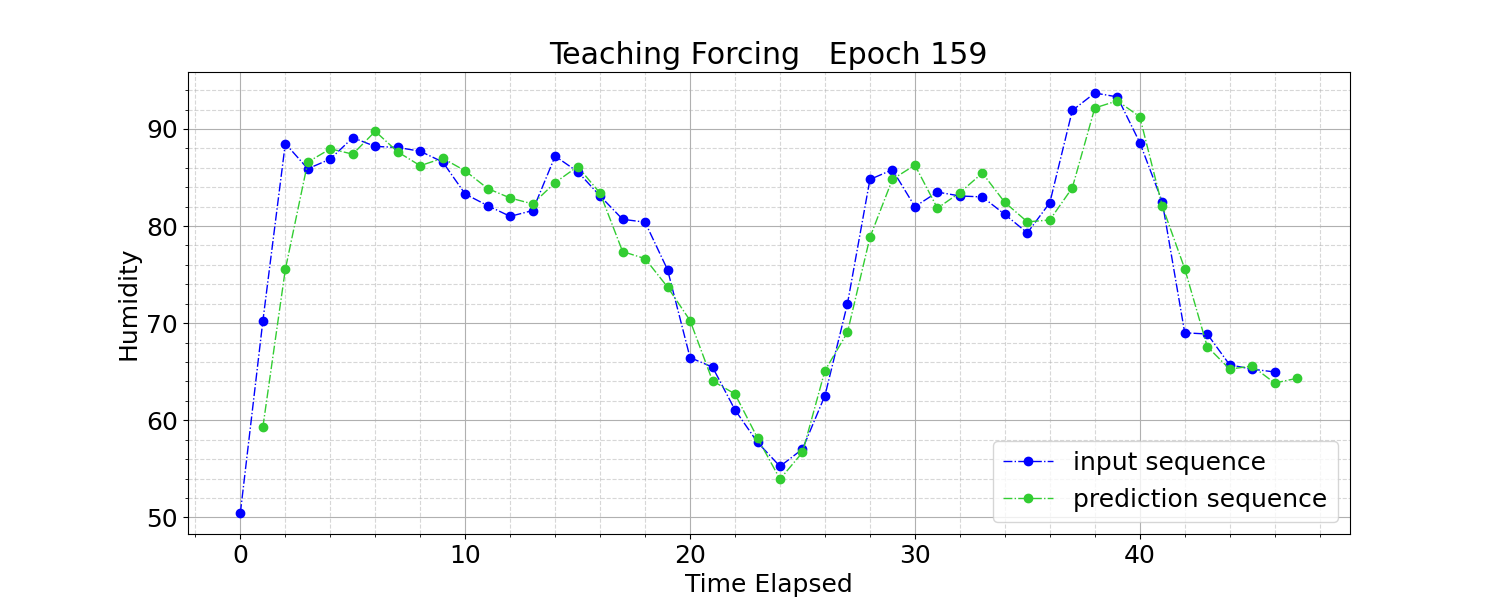 Teaching Forcing   Epoch 159
90
80
70
60
50
Humidity
0 10 20 30 40
Time Elapsed
input sequence
prediction sequence